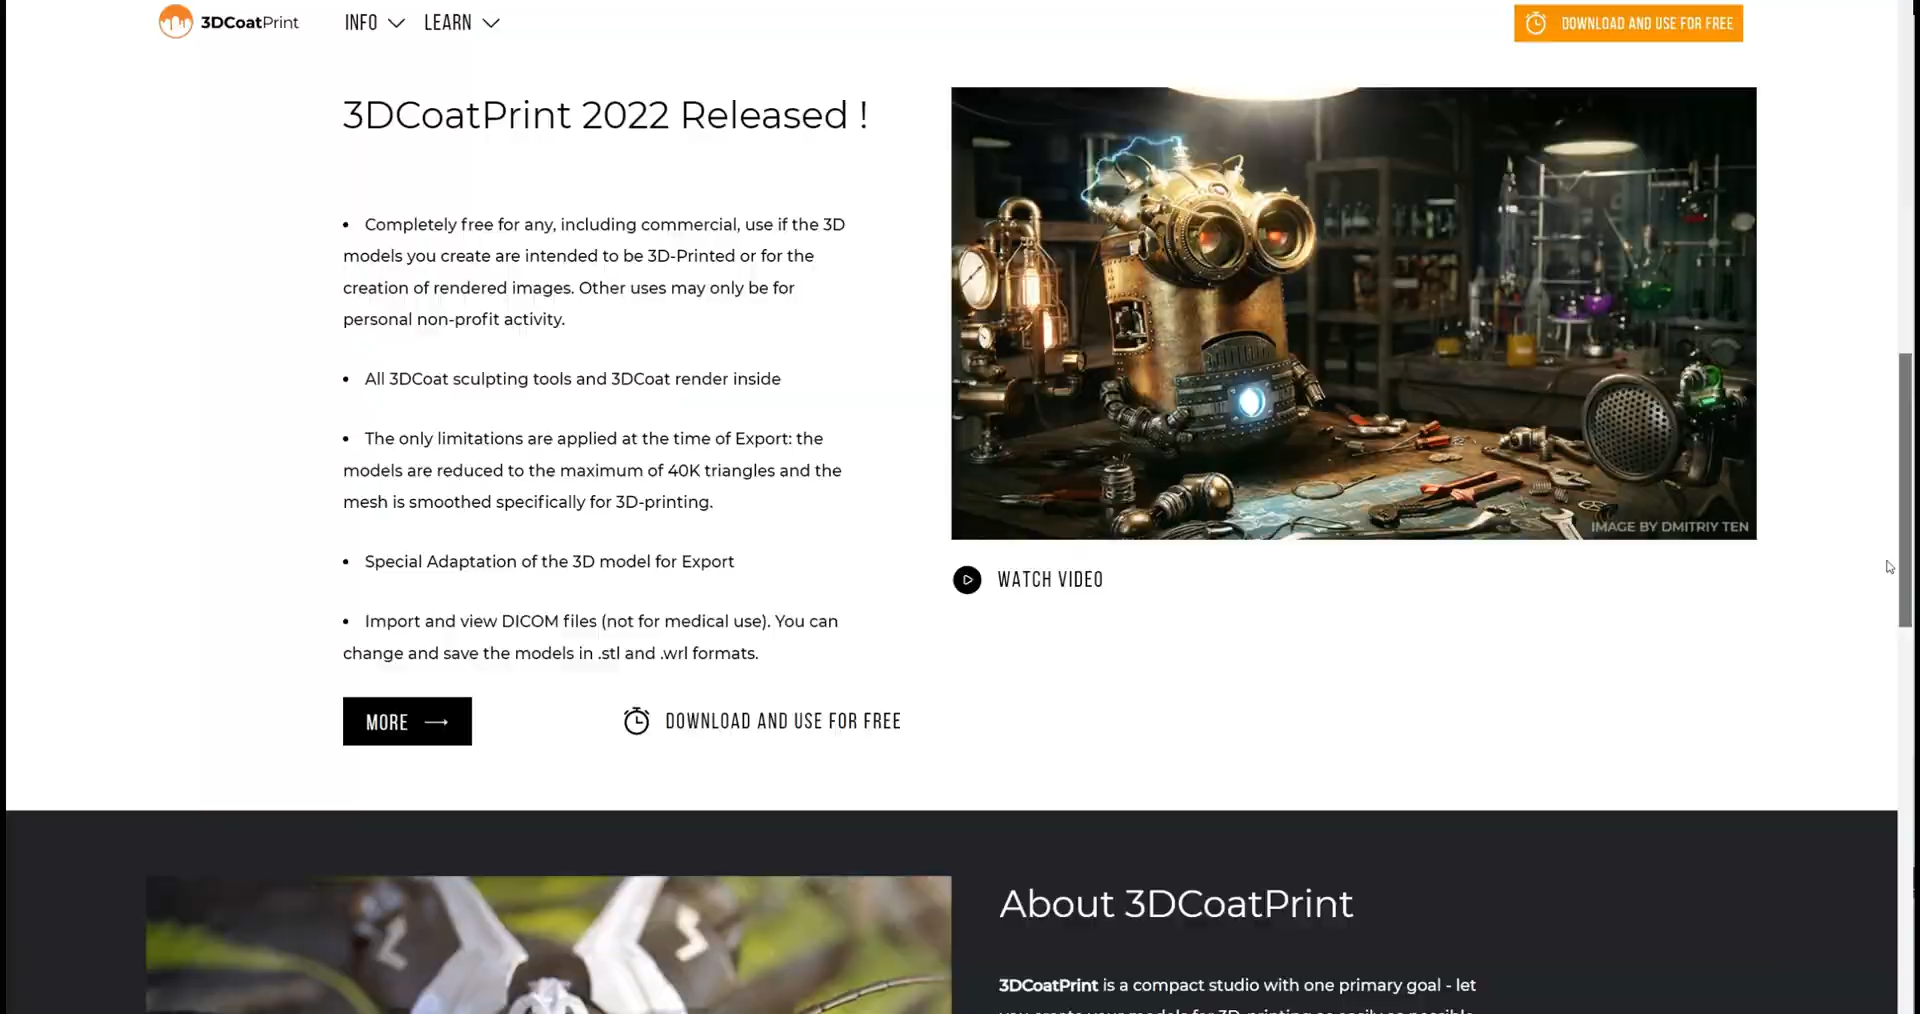 3DCoatPrint INFO LEARN DOWNLOAD AND USE FOR FREE
3DCoatPrint 2022 Released !
• Completely free for any, including commercial, use if the 3D
models you create are intended to be 3D-Printed or for the
creation of rendered images. Other uses may only be for
personal non-profit activity.
• All 3DCoat sculpting tools and 3DCoat render inside
• The only limitations are applied at the time of Export: the
models are reduced to the maximum of 40K triangles and the
mesh is smoothed specifically for 3D-printing.
• Special Adaptation of the 3D model for Export
• Import and view DICOM files (not for medical use). You can
change and save the models in .stl and .wrl formats.
MORE DOWNLOAD AND USE FOR FREE
IMAGE BY DMITRIY TEN
WATCH VIDEO
About 3DCoatPrint
3DCoatPrint is a compact studio with one primary goal - let